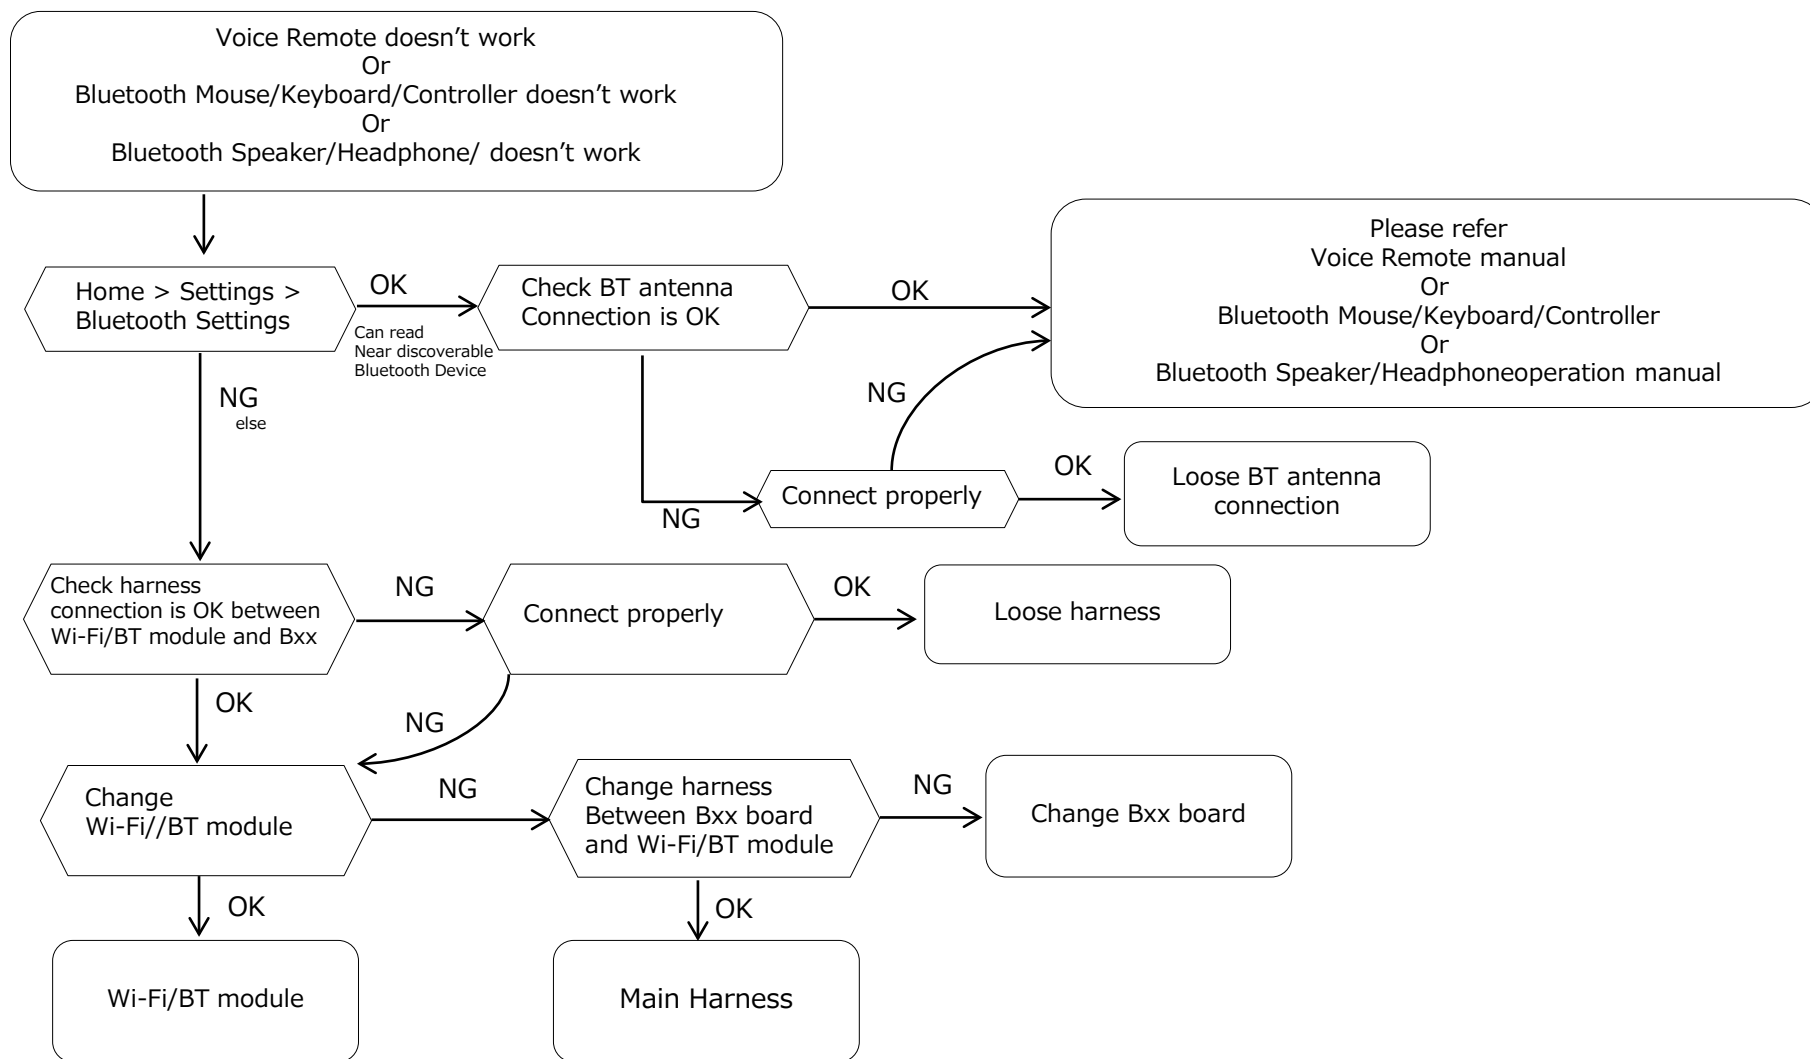 Voice Remote doesn’t work
Or
Bluetooth Mouse/Keyboard/Controller doesn’t work
Or
Bluetooth Speaker/Headphone/ doesn’t work
Home > Settings >
Bluetooth Settings
OK
Can read
Near discoverable
Bluetooth Device
Check BT antenna
Connection is OK
OK
Please refer
Voice Remote manual
Or
Bluetooth Mouse/Keyboard/Controller
Or
Bluetooth Speaker/Headphoneoperation manual
NG
else
NG
NG
Connect properly
OK
Loose BT antenna
connection
Check harness
connection is OK between
Wi-Fi/BT module and Bxx
NG
Connect properly
OK
Loose harness
OK
NG
Change
Wi-Fi//BT module
NG
Change harness
Between Bxx board
and Wi-Fi/BT module
NG
Change Bxx board
OK
OK
Wi-Fi/BT module
Main Harness